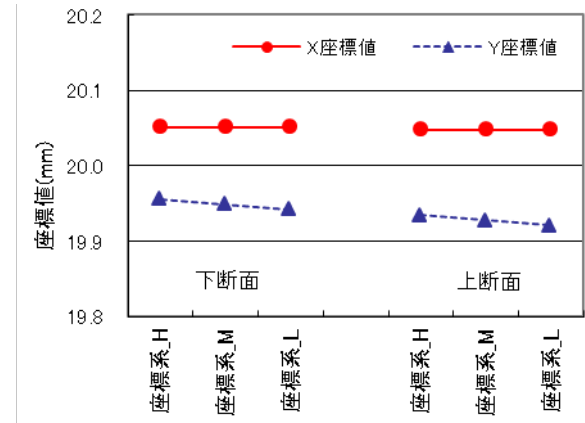 20.2
X座標値
Y座標値
20.1
20.0
19.9
19.8
座標値(mm)
下断面
上断面
座標系_H
座標系_M
座標系_L
座標系_H
座標系_M
座標系_L